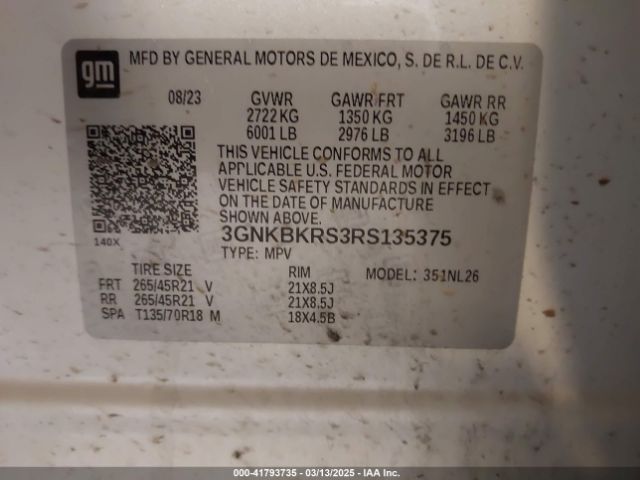 gm
MFD BY GENERAL MOTORS DE MEXICO, S. DE R.L. DE C.V.
08/23 GVWR GAWR FRT GAWR RR
2722 KG 1350 KG 1450 KG
6001 LB 2976 LB 3196 LB
THIS VEHICLE CONFORMS TO ALL
APPLICABLE U.S. FEDERAL MOTOR
VEHICLE SAFETY STANDARDS IN EFFECT
ON THE DATE OF MANUFACTURE
SHOWN ABOVE.
140X 3GNKBKRS3RS135375
TYPE: MPV
TIRE SIZE RIM MODEL: 351NL26
FRT 265/45R21 V 21X8.5J
RR 265/45R21 V 21X8.5J
SPA T135/70R18 M 18X4.5B
000-41793735 - 03/13/2025 - IAA Inc.